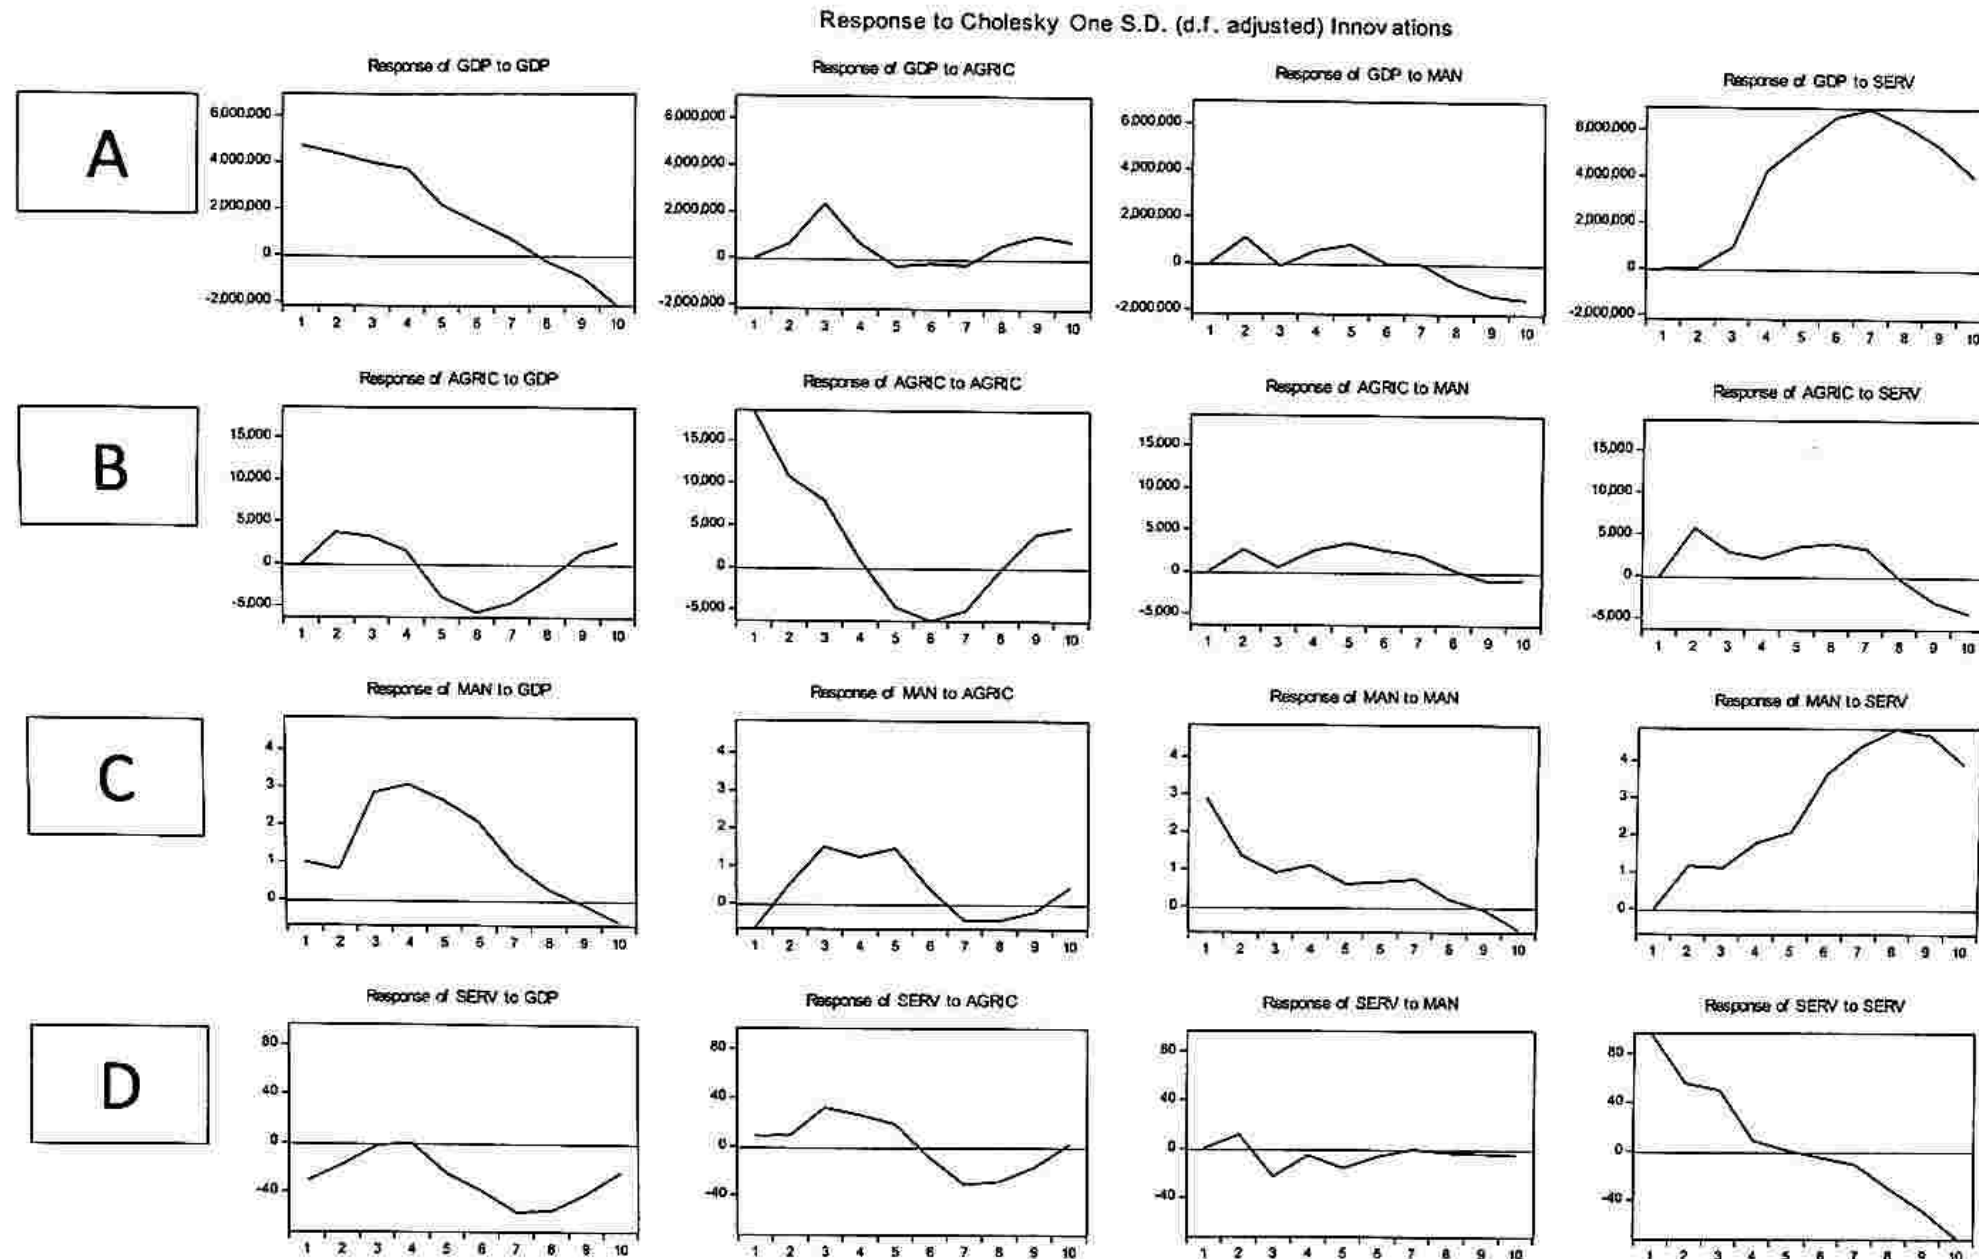 Response to Cholesky One S.D. (d.f. adjusted) Innovations
A
Response of GDP to GDP
6,000,000
4,000,000
2,000,000
0
-2,000,000
1 2 3 4 5 6 7 8 9 10
Response of GDP to AGRIC
6,000,000
4,000,000
2,000,000
0
-2,000,000
1 2 3 4 5 6 7 8 9 10
Response of GDP to MAN
6,000,000
4,000,000
2,000,000
0
-2,000,000
1 2 3 4 5 6 7 8 9 10
Response of GDP to SERV
6,000,000
4,000,000
2,000,000
0
-2,000,000
1 2 3 4 5 6 7 8 9 10
B
Response of AGRIC to GDP
15,000
10,000
5,000
0
-5,000
1 2 3 4 5 6 7 8 9 10
Response of AGRIC to AGRIC
15,000
10,000
5,000
0
-5,000
1 2 3 4 5 6 7 8 9 10
Response of AGRIC to MAN
15,000
10,000
5,000
0
-5,000
1 2 3 4 5 6 7 8 9 10
Response of AGRIC to SERV
15,000
10,000
5,000
0
-5,000
1 2 3 4 5 6 7 8 9 10
C
Response of MAN to GDP
4
3
2
1
0
1 2 3 4 5 6 7 8 9 10
Response of MAN to AGRIC
4
3
2
1
0
1 2 3 4 5 6 7 8 9 10
Response of MAN to MAN
4
3
2
1
0
1 2 3 4 5 6 7 8 9 10
Response of MAN to SERV
4
3
2
1
0
1 2 3 4 5 6 7 8 9 10
D
Response of SERV to GDP
80
40
0
-40
1 2 3 4 5 6 7 8 9 10
Response of SERV to AGRIC
80
40
0
-40
1 2 3 4 5 6 7 8 9 10
Response of SERV to MAN
80
40
0
-40
1 2 3 4 5 6 7 8 9 10
Response of SERV to SERV
80
40
0
-40
1 2 3 4 5 6 7 8 9 10